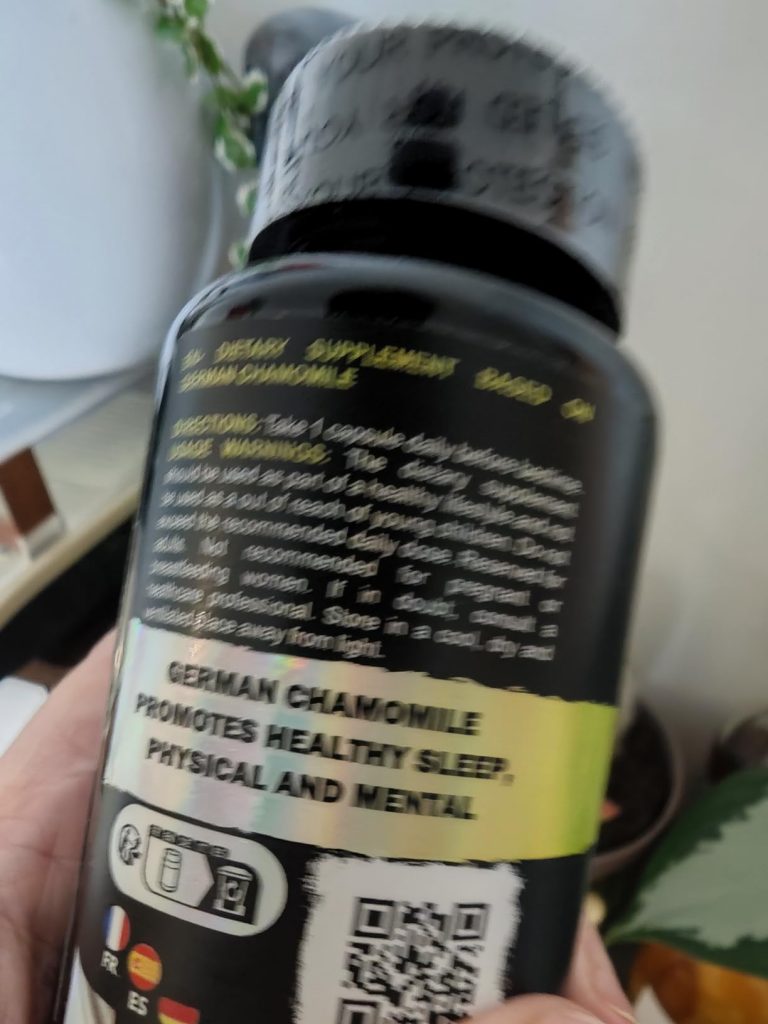 YOUR PRO
DIETARY SUPPLEMENT BASED ON
GERMAN CHAMOMILE
DIRECTIONS: Take 1 capsule daily before
USAGE WARNINGS: The dietary supplement
should be used as part of a healthy lifestyle and not
be used as a out of reach of young children. Do not
exceed the recommended daily dose. Reserved for
adults. Not recommended for pregnant or
breastfeeding women. If in doubt, consult a
healthcare professional. Store in a cool, dry and
ventilated place away from light.
GERMAN CHAMOMILE
PROMOTES HEALTHY SLEEP,
PHYSICAL AND MENTAL
FR
ES